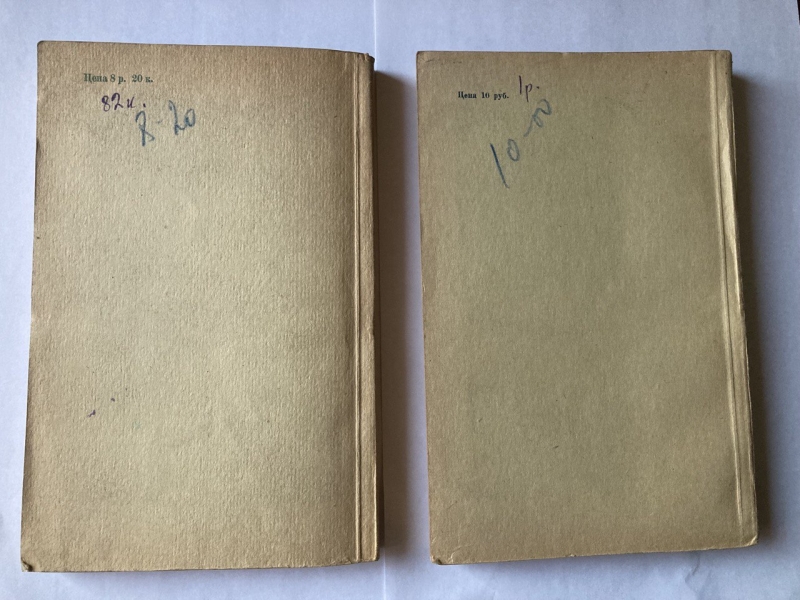 Цена 8 р. 20 к.
82к.
8-20
Цена 10 руб. 1р.
10-00